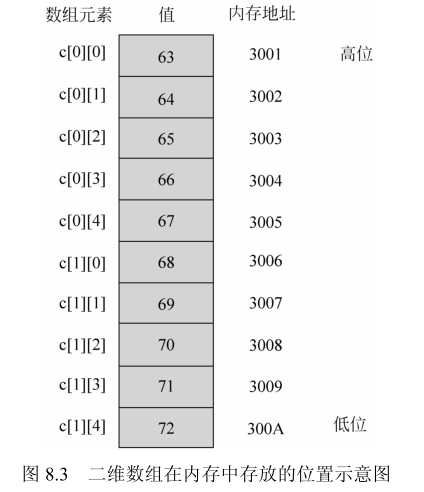 数组元素 值 内存地址
c[0][0] 63 3001 高位
c[0][1] 64 3002
c[0][2] 65 3003
c[0][3] 66 3004
c[0][4] 67 3005
c[1][0] 68 3006
c[1][1] 69 3007
c[1][2] 70 3008
c[1][3] 71 3009
c[1][4] 72 300A 低位
图 8.3 二维数组在内存中存放的位置示意图